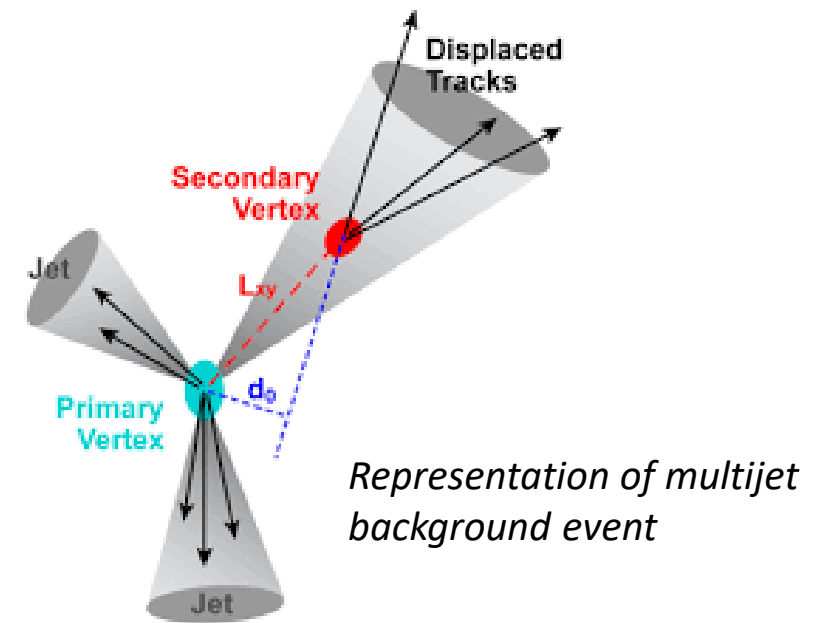 Displaced
Tracks
Secondary
Vertex
Jet
Lxy
d0
Primary
Vertex
Representation of multijet
background event
Jet